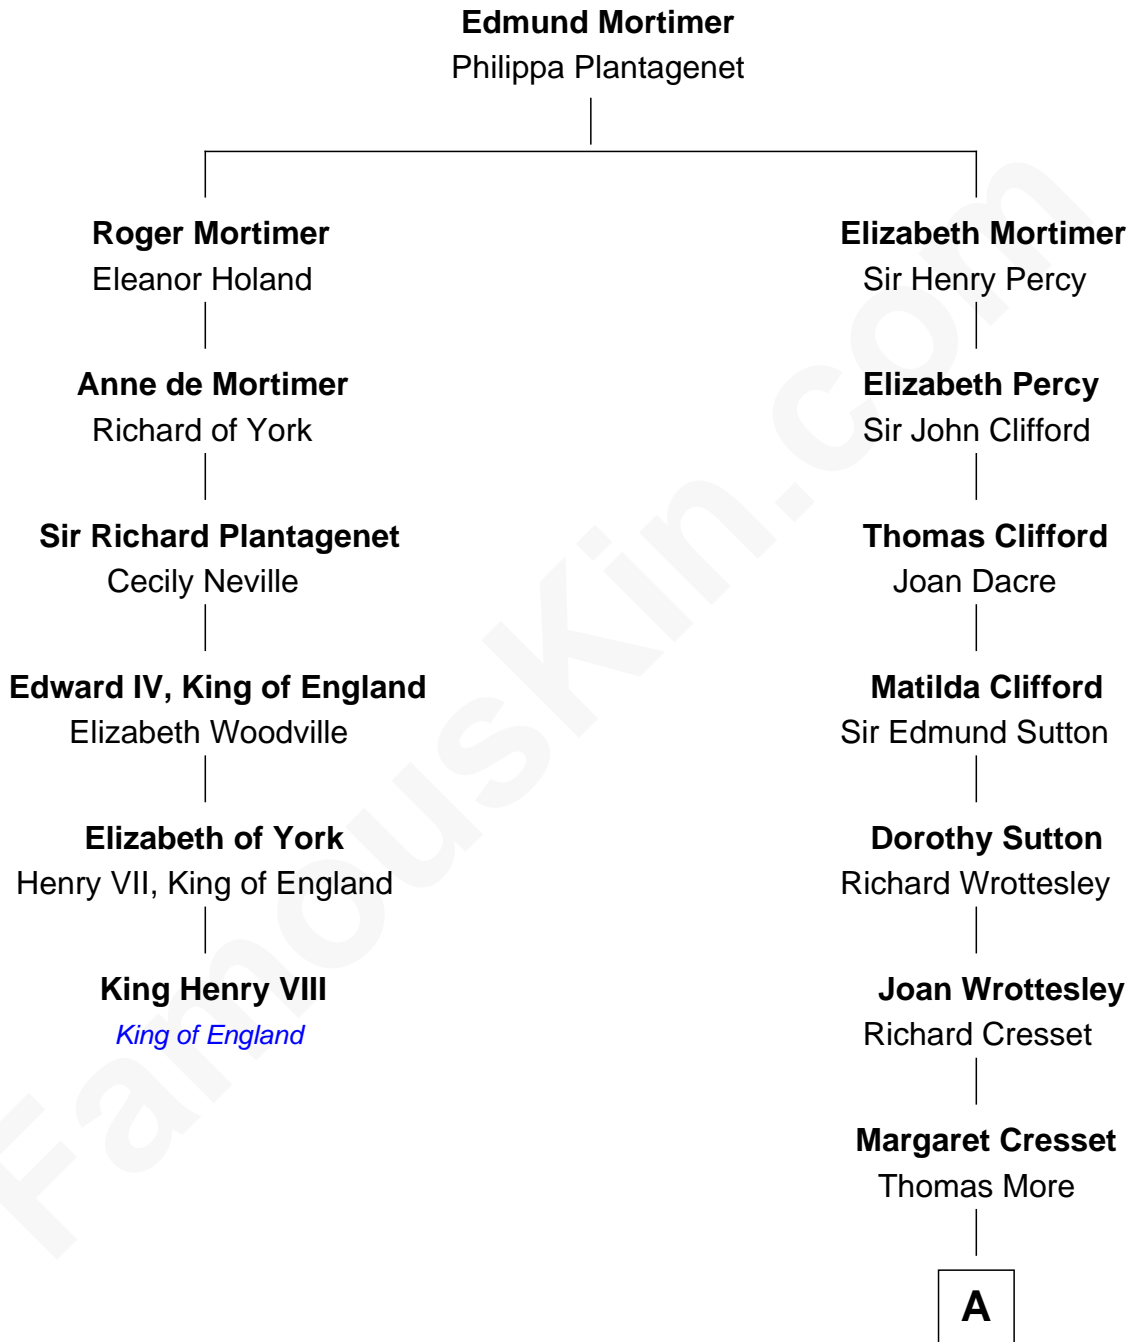 Edmund Mortimer
Philippa Plantagenet
Roger Mortimer
Eleanor Holand
Elizabeth Mortimer
Sir Henry Percy
Anne de Mortimer
Richard of York
Elizabeth Percy
Sir John Clifford
Sir Richard Plantagenet
Cecily Neville
Thomas Clifford
Joan Dacre
Edward IV, King of England
Elizabeth Woodville
Matilda Clifford
Sir Edmund Sutton
Elizabeth of York
Henry VII, King of England
Dorothy Sutton
Richard Wrottesley
King Henry VIII
King of England
Joan Wrottesley
Richard Cresset
Margaret Cresset
Thomas More
A
FamousKin.com